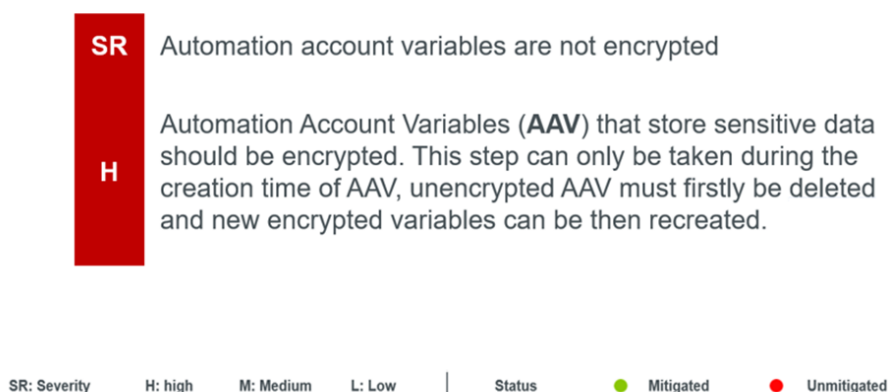 SR Automation account variables are not encrypted
Automation Account Variables (AAV) that store sensitive data
should be encrypted. This step can only be taken during the
H
creation time of AAV, unencrypted AAV must firstly be deleted
and new encrypted variables can be then recreated.
SR: Severity H: high M: Medium L: Low Status Mitigated Unmitigated